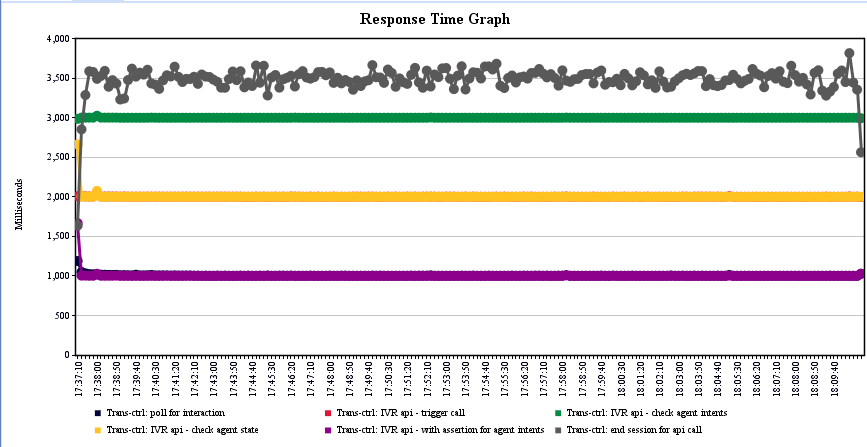 Response Time Graph
4,000
3,500
3,000
2,500
2,000
1,500
1,000
500
0
Milliseconds
17:37:10 17:38:00 17:38:50 17:39:40 17:40:30 17:41:20 17:42:10 17:43:00 17:43:50 17:44:40 17:45:30 17:46:20 17:47:10 17:48:00 17:48:50 17:49:40 17:50:30 17:51:20 17:52:10 17:53:00 17:53:50 17:54:40 17:55:30 17:56:20 17:57:10 17:58:00 17:58:50 17:59:40 18:00:30 18:01:20 18:02:10 18:03:00 18:03:50 18:04:40 18:05:30 18:06:20 18:07:10 18:08:00 18:08:50 18:09:40
Trans-ctrl: poll for interaction Trans-ctrl: IVR api - trigger call Trans-ctrl: IVR api - check agent intents
Trans-ctrl: IVR api - check agent state Trans-ctrl: IVR api - with assertion for agent intents Trans-ctrl: end session for api call